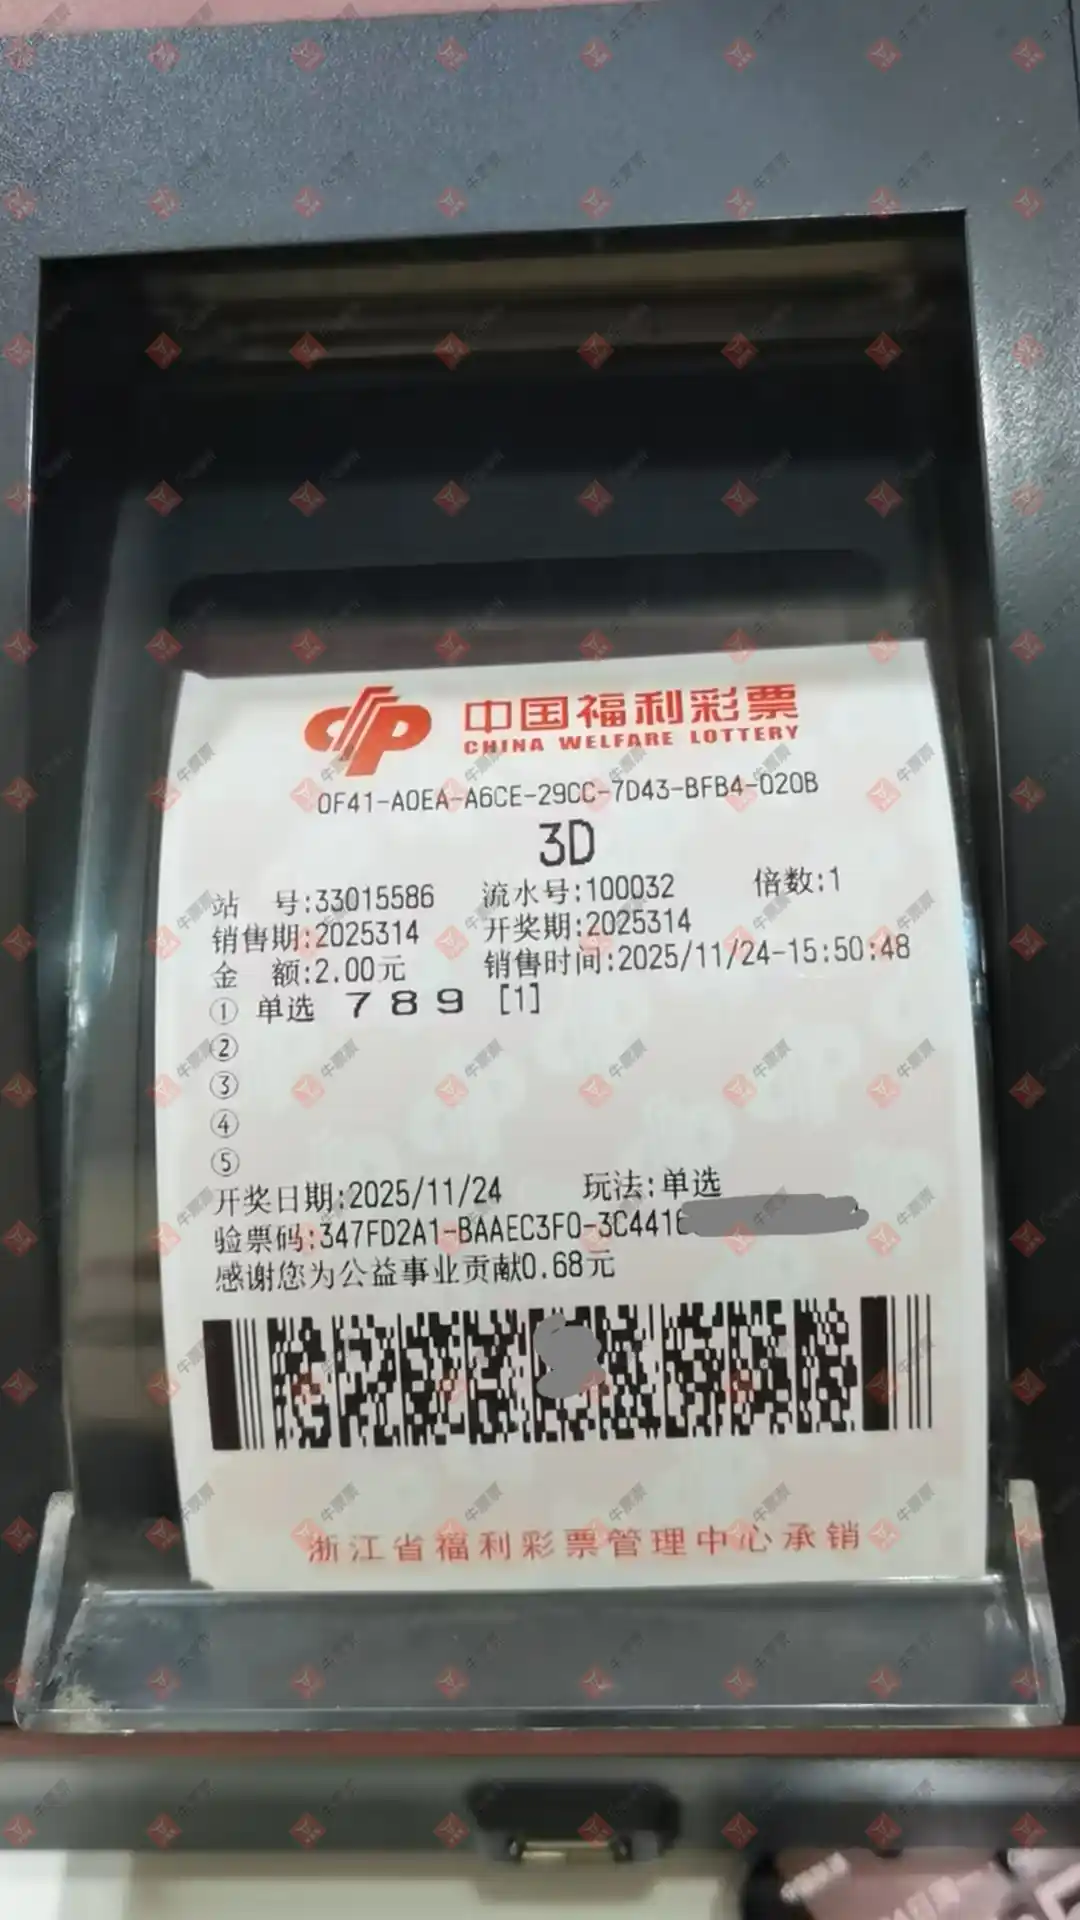 中国福利彩票
CHINA WELFARE LOTTERY
0F41-A0EA-A6CE-29CC-7D43-BFB4-020B
3D
站 号:33015586 流水号:100032 倍数:1
销售期:2025314 开奖期:2025314
金 额:2.00元 销售时间:2025/11/24-15:50:48
① 单选 7 8 9 [1]
②
③
④
⑤
开奖日期:2025/11/24 玩法:单选
验票码:347FD2A1-BAAEC3F0-3C441
感谢您为公益事业贡献0.68元
浙江省福利彩票管理中心承销
牛票票